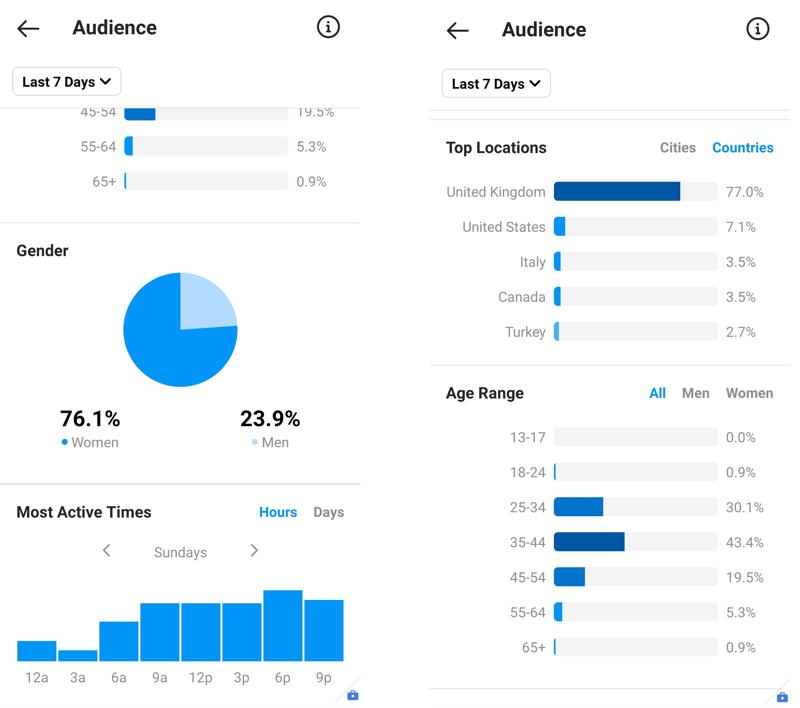 Audience
Last 7 Days
45-54 19.5%
55-64 5.3%
65+ 0.9%
Gender
76.1% 23.9%
Women Men
Most Active Times Hours Days
Sundays
12a 3a 6a 9a 12p 3p 6p 9p
Audience
Last 7 Days
Top Locations Cities Countries
United Kingdom 77.0%
United States 7.1%
Italy 3.5%
Canada 3.5%
Turkey 2.7%
Age Range All Men Women
13-17 0.0%
18-24 0.9%
25-34 30.1%
35-44 43.4%
45-54 19.5%
55-64 5.3%
65+ 0.9%